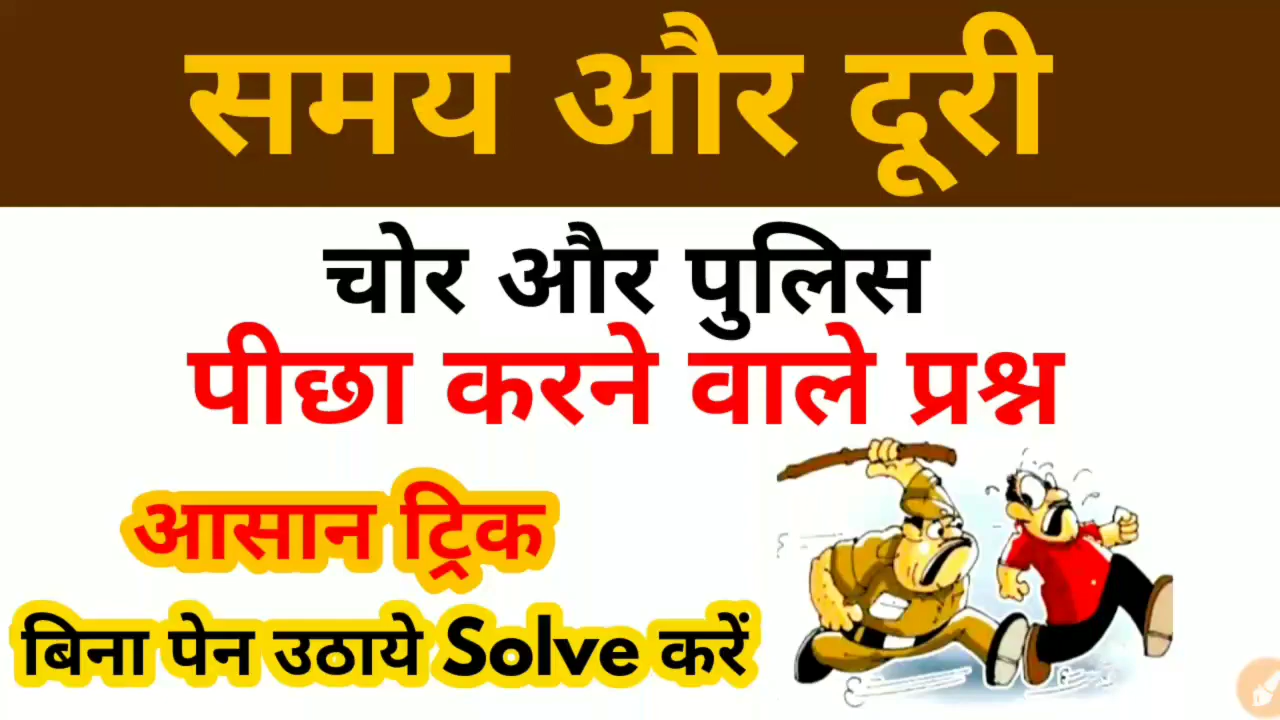 समय और दूरी
चोर और पुलिस
पीछा करने वाले प्रश्न
आसान ट्रिक
बिना पेन उठाये Solve करें